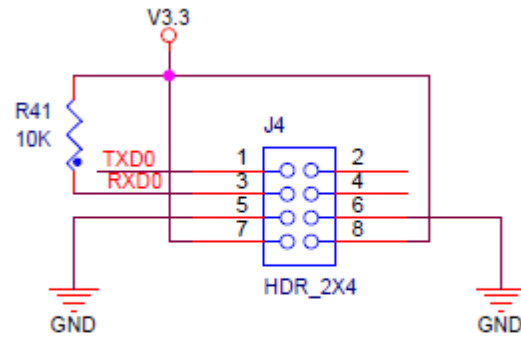 V3.3
R41
10K
J4
TXD0 1 2
RXD0 3 4
5 6
7 8
HDR_2X4
GND GND